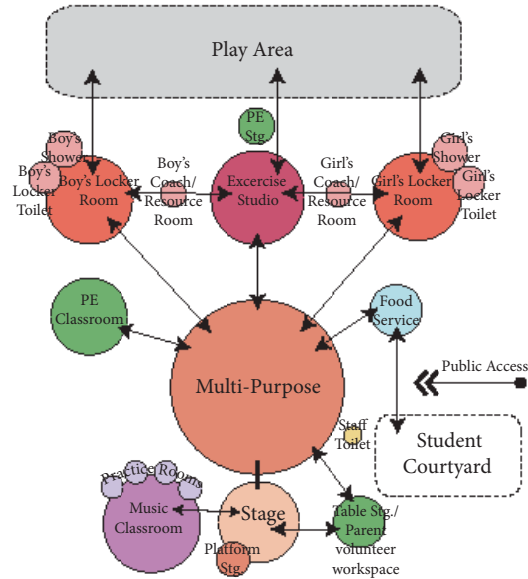 Play Area
PE
Stg.
Boy's
Shower
Boy's Locker
Toilet
Boy's Locker
Room
Boy's
Coach/
Resource
Room
Excercise
Studio
Girl's
Coach/
Resource
Room
Girl's Locker
Room
Girl's
Shower
Girl's
Locker
Toilet
PE
Classroom
Food
Service
Multi-Purpose
Public Access
Staff
Toilet
Student
Courtyard
Practice Rooms
Music
Classroom
Stage
Platform
Stg.
Table Stg./
Parent
volunteer
workspace